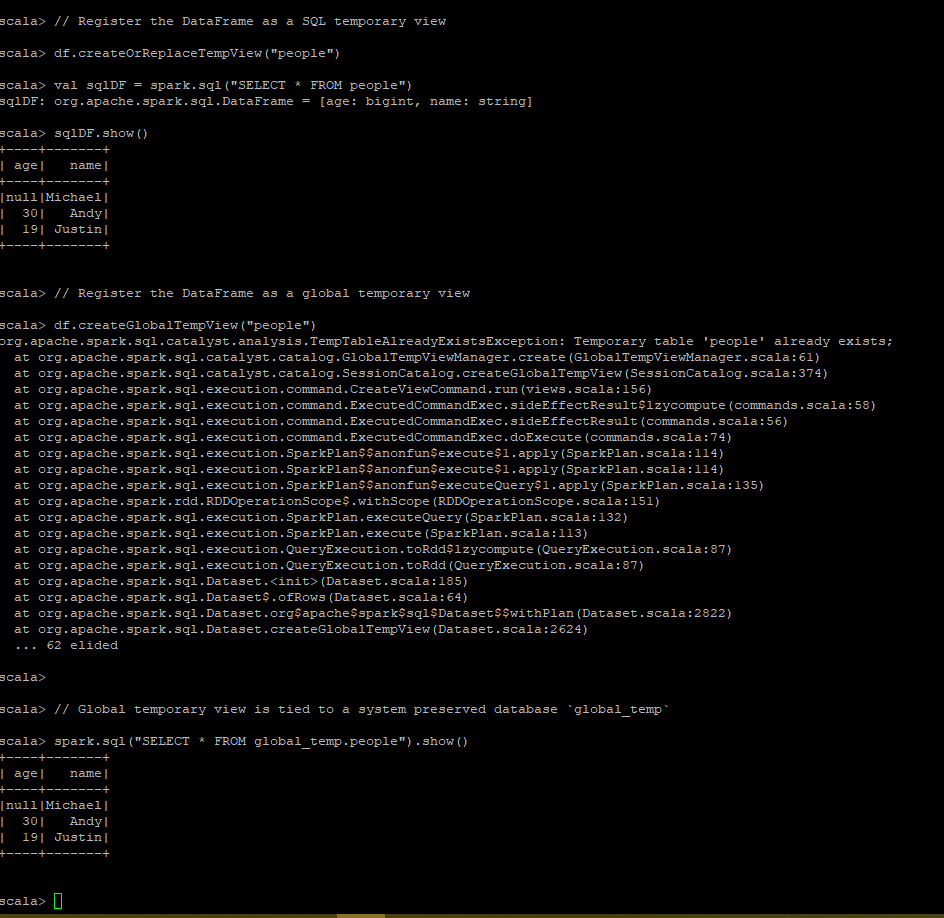 scala> // Register the DataFrame as a SQL temporary view
scala> df.createOrReplaceTempView("people")
scala> val sqlDF = spark.sql("SELECT * FROM people")
sqlDF: org.apache.spark.sql.DataFrame = [age: bigint, name: string]
scala> sqlDF.show()
+----+-------+
| age|   name|
+----+-------+
|null|Michael|
|  30|   Andy|
|  19| Justin|
+----+-------+
scala> // Register the DataFrame as a global temporary view
scala> df.createGlobalTempView("people")
org.apache.spark.sql.catalyst.analysis.TempTableAlreadyExistsException: Temporary table 'people' already exists;
  at org.apache.spark.sql.catalyst.catalog.GlobalTempViewManager.create(GlobalTempViewManager.scala:61)
  at org.apache.spark.sql.catalyst.catalog.SessionCatalog.createGlobalTempView(SessionCatalog.scala:374)
  at org.apache.spark.sql.execution.command.CreateViewCommand.run(views.scala:156)
  at org.apache.spark.sql.execution.command.ExecutedCommandExec.sideEffectResult$lzycompute(commands.scala:58)
  at org.apache.spark.sql.execution.command.ExecutedCommandExec.sideEffectResult(commands.scala:56)
  at org.apache.spark.sql.execution.command.ExecutedCommandExec.doExecute(commands.scala:74)
  at org.apache.spark.sql.execution.SparkPlan$$anonfun$execute$1.apply(SparkPlan.scala:114)
  at org.apache.spark.sql.execution.SparkPlan$$anonfun$execute$1.apply(SparkPlan.scala:114)
  at org.apache.spark.sql.execution.SparkPlan$$anonfun$executeQuery$1.apply(SparkPlan.scala:135)
  at org.apache.spark.rdd.RDDOperationScope$.withScope(RDDOperationScope.scala:151)
  at org.apache.spark.sql.execution.SparkPlan.executeQuery(SparkPlan.scala:132)
  at org.apache.spark.sql.execution.SparkPlan.execute(SparkPlan.scala:113)
  at org.apache.spark.sql.execution.QueryExecution.toRdd$lzycompute(QueryExecution.scala:87)
  at org.apache.spark.sql.execution.QueryExecution.toRdd(QueryExecution.scala:87)
  at org.apache.spark.sql.Dataset.<init>(Dataset.scala:185)
  at org.apache.spark.sql.Dataset$.ofRows(Dataset.scala:64)
  at org.apache.spark.sql.Dataset.org$apache$spark$sql$Dataset$$withPlan(Dataset.scala:2822)
  at org.apache.spark.sql.Dataset.createGlobalTempView(Dataset.scala:2624)
  ... 62 elided
scala>
scala> // Global temporary view is tied to a system preserved database `global_temp`
scala> spark.sql("SELECT * FROM global_temp.people").show()
+----+-------+
| age|   name|
+----+-------+
|null|Michael|
|  30|   Andy|
|  19| Justin|
+----+-------+
scala>